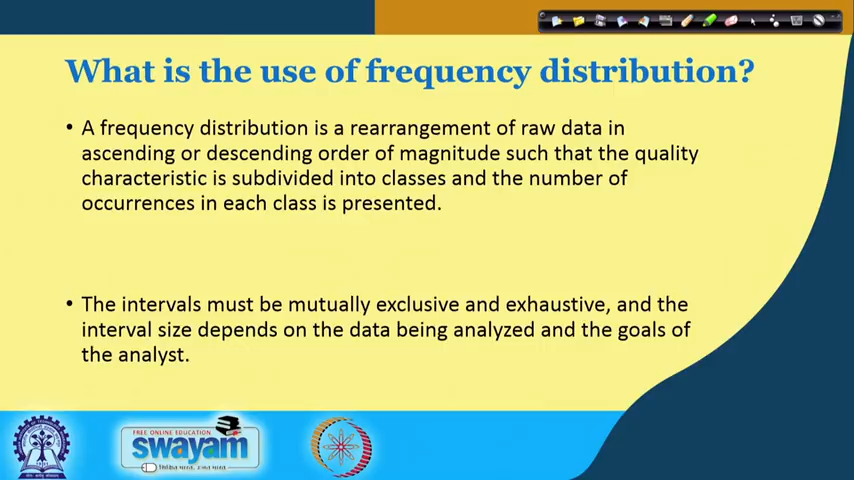 What is the use of frequency distribution?
• A frequency distribution is a rearrangement of raw data in
ascending or descending order of magnitude such that the quality
characteristic is subdivided into classes and the number of
occurrences in each class is presented.
• The intervals must be mutually exclusive and exhaustive, and the
interval size depends on the data being analyzed and the goals of
the analyst.
FREE ONLINE EDUCATION
swayam